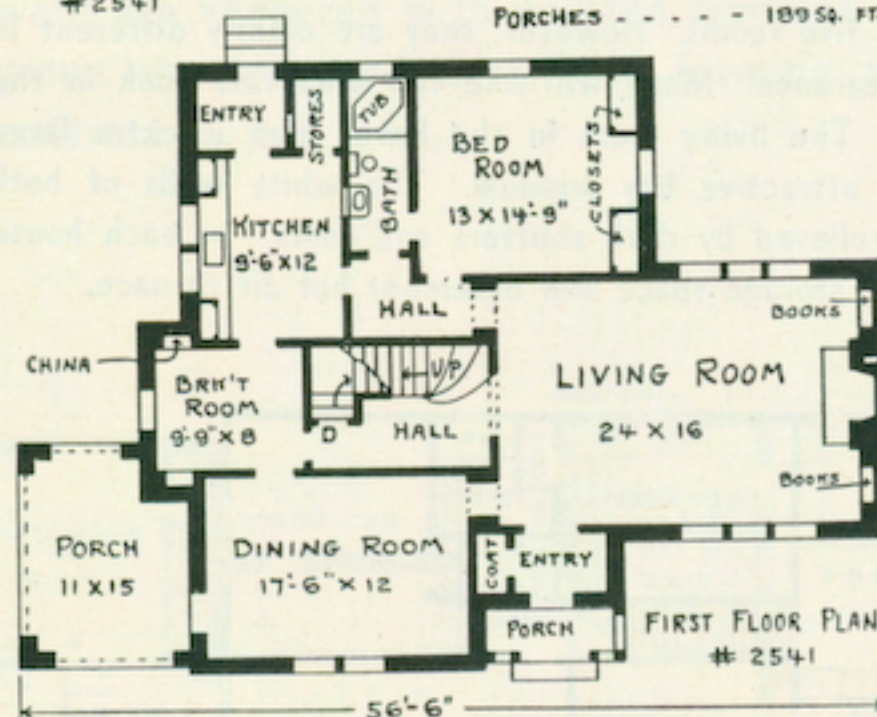 #2541
PORCHES - - - - - - 189 SQ. FT
ENTRY
STORES
TUB
BATH
BED
ROOM
13 X 14'-9"
CLOSETS
KITCHEN
9'-6" X 12
HALL
BOOKS
CHINA
BRK'T
ROOM
9'-9" X 8
UP
D
HALL
LIVING ROOM
24 X 16
BOOKS
PORCH
11 X 15
DINING ROOM
17'-6" X 12
COAT
ENTRY
PORCH
FIRST FLOOR PLAN
# 2541
56'-6"